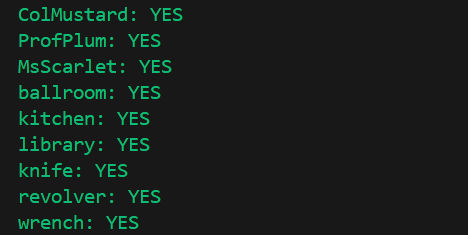 ColMustard: YES
ProfPlum: YES
MsScarlet: YES
ballroom: YES
kitchen: YES
library: YES
knife: YES
revolver: YES
wrench: YES